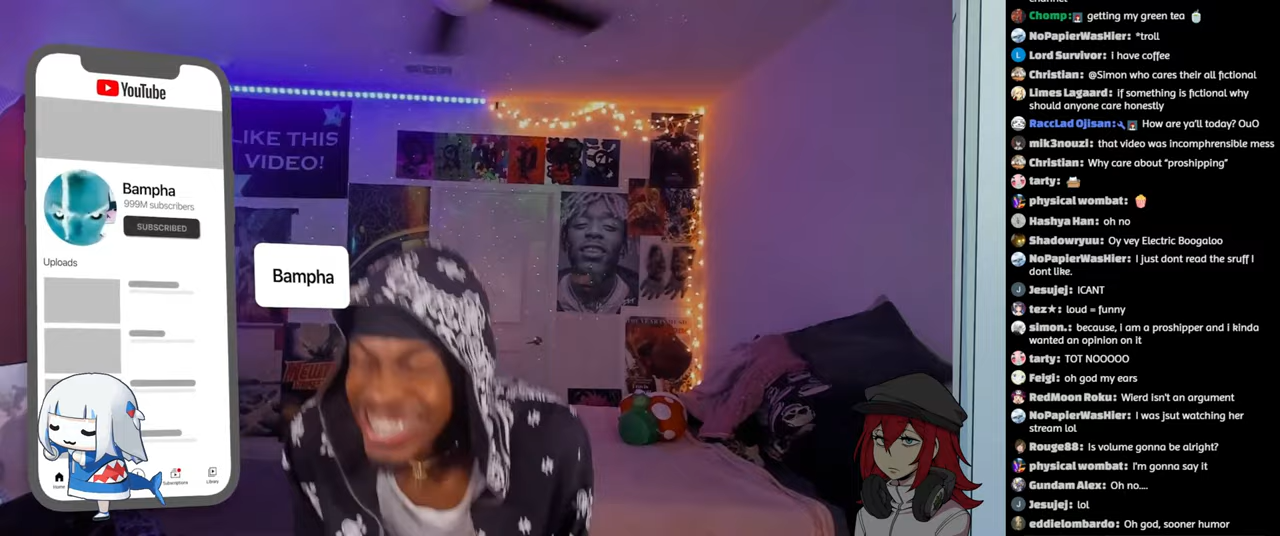 YouTube
Bampha
999M subscribers
SUBSCRIBED
Uploads
Home
Subscriptions
Library
LIKE THIS
VIDEO!
Bampha
Chomp: getting my green tea
NoPapierWasHier: *troll
Lord Survivor: I have coffee
Christian: @Simon who cares their all fictional
Limes Lagaard: if something is fictional why
should anyone care honestly
RaccLad Ojisan: How are ya'll today? OuO
mik3nouzi: that video was incomphrensible mess
Christian: Why care about “proshipping”
tarty:
physical wombat:
Hashya Han: oh no
Shadowryuu: Oy vey Electric Boogaloo
NoPapierWasHier: I just dont read the sruff I
dont like.
Jesujej: ICANT
tez★: loud = funny
simon.: because, i am a proshipper and i kinda
wanted an opinion on it
tarty: TOT NOOOOO
Feigi: oh god my ears
RedMoon Roku: Wierd isn't an argument
NoPapierWasHier: I was jsut watching her
stream lol
Rouge88: Is volume gonna be alright?
physical wombat: I'm gonna say it
Gundam Alex: Oh no....
Jesujej: lol
eddielombardo: Oh god, sooner humor